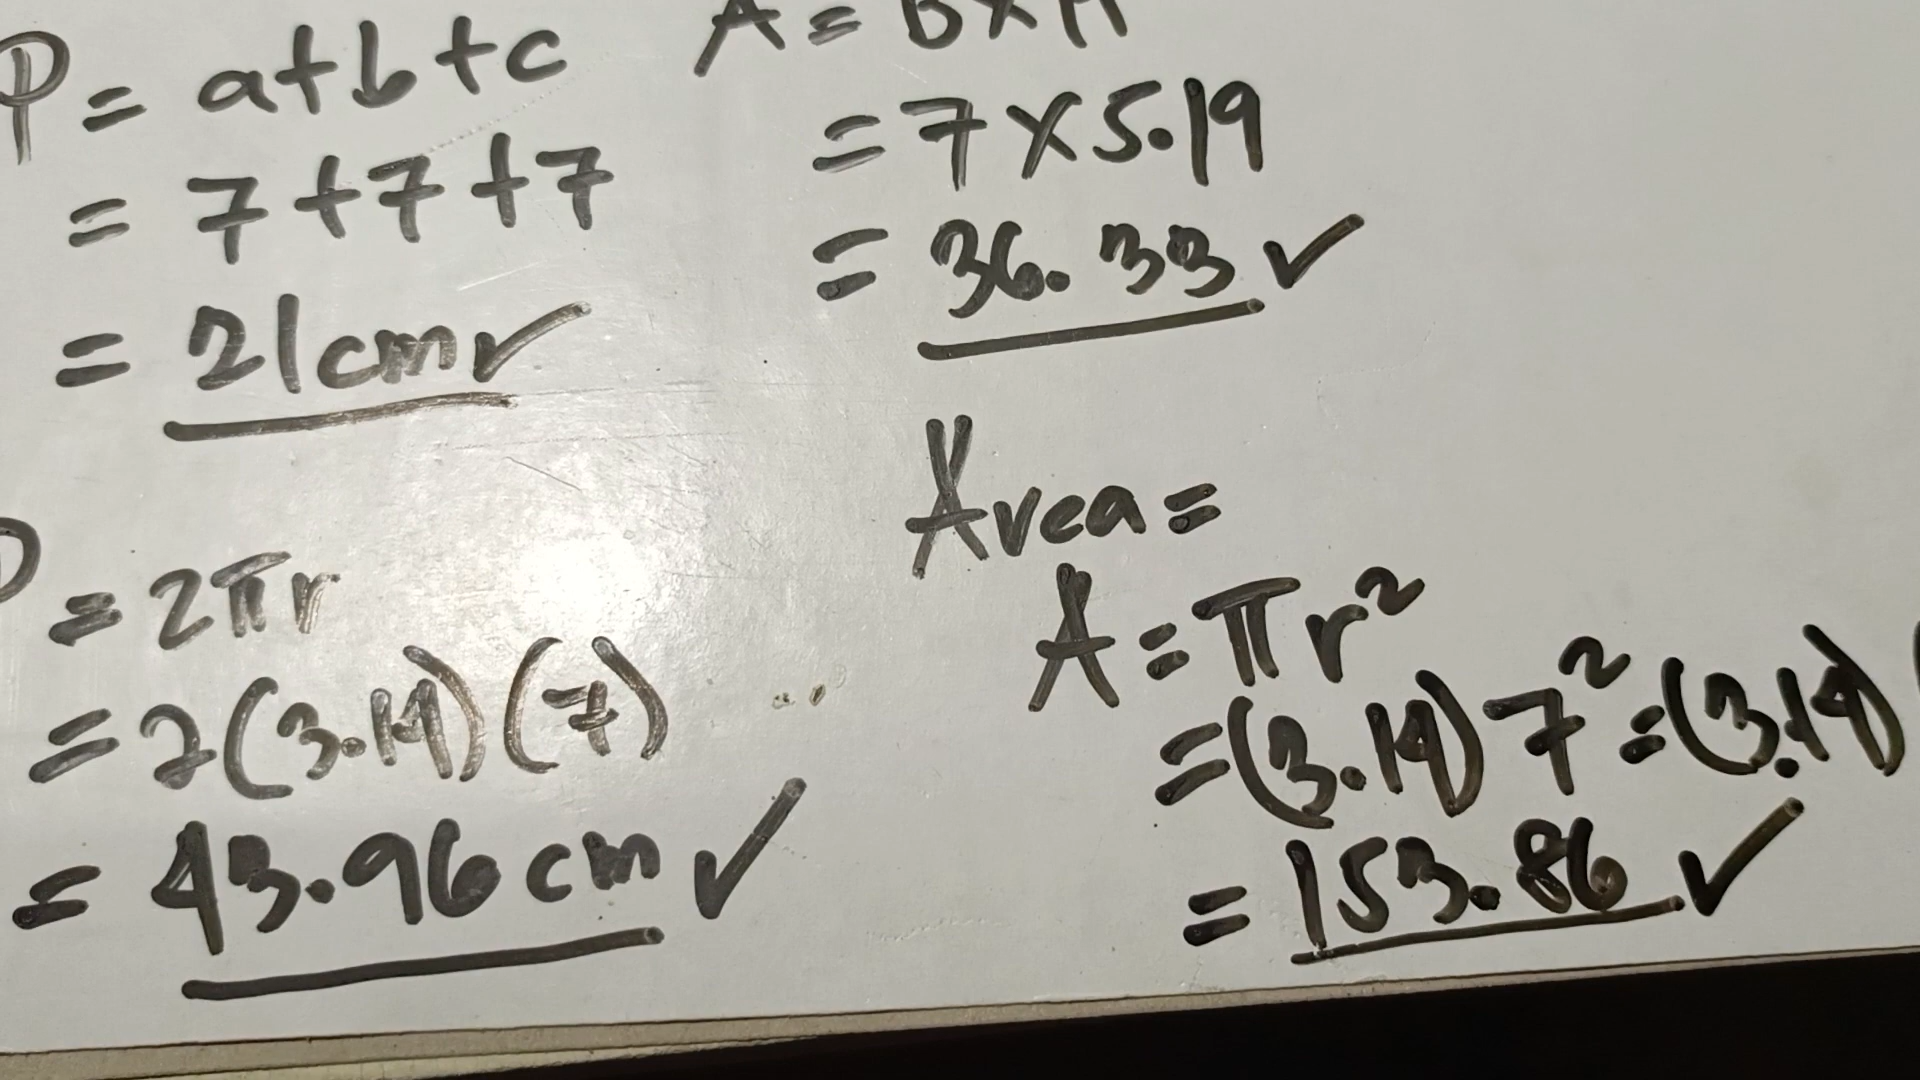 P = a+b+c
= 7+7+7
= 21cm✓
A = b x h
= 7 x 5.19
= 36.33 ✓
P = 2πr
= 2(3.14)(7)
= 43.96 cm ✓
Area =
A = πr²
= (3.14) 7² = (3.14)
= 153.86 ✓